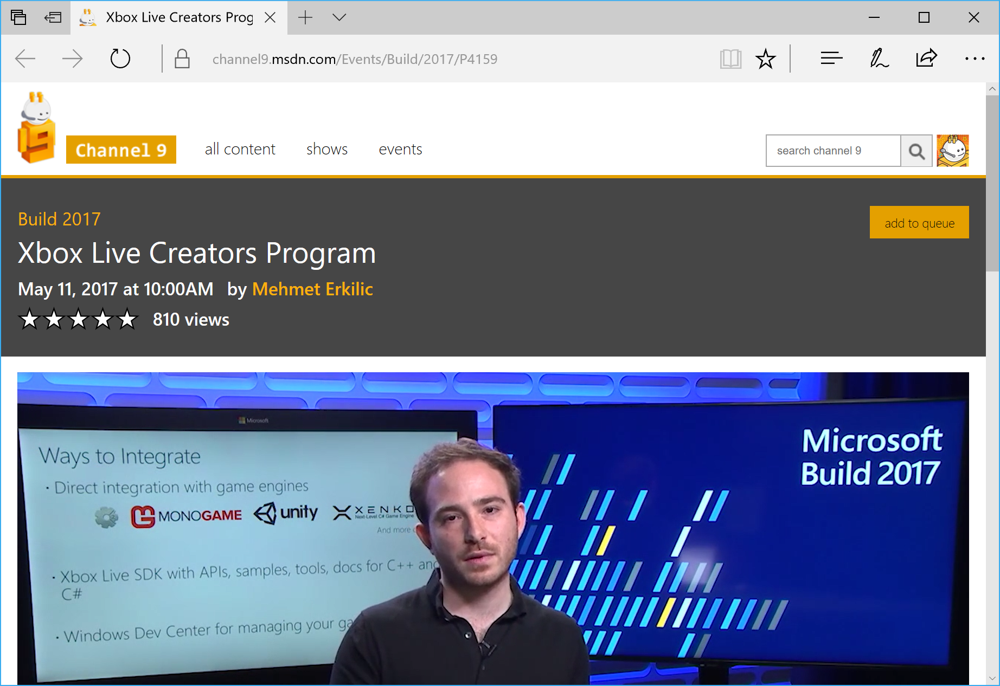 Xbox Live Creators Prog
channel9.msdn.com/Events/Build/2017/P4159
Channel 9
all content
shows
events
search channel 9
Build 2017
add to queue
Xbox Live Creators Program
May 11, 2017 at 10:00AM by Mehmet Erkilic
810 views
Microsoft
Microsoft
Build 2017
Ways to Integrate
· Direct integration with game engines
MONOGAME
unity
XENKO
Next-Level C# Game Engine
And more
· Xbox Live SDK with APIs, samples, tools, docs for C++ and
C#
· Windows Dev Center for managing your ga